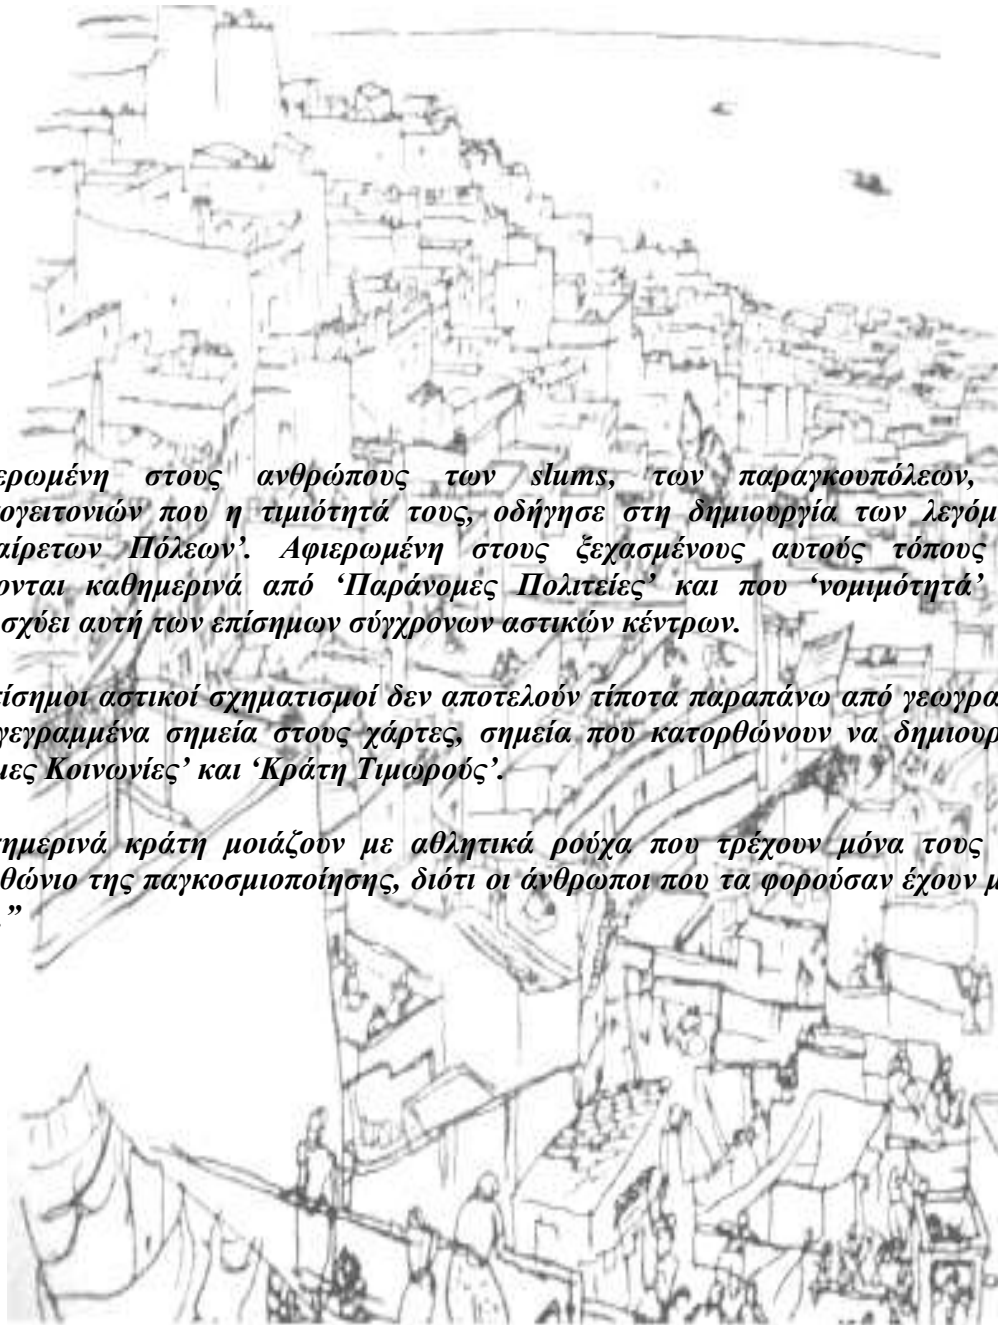 ερωμένη στους ανθρώπους των slums, των παραγκουπόλεων,
ογειτονιών που η τιμιότητά τους, οδήγησε στη δημιουργία των λεγόμ
αίρετων Πόλεων’. Αφιερωμένη στους ξεχασμένους αυτούς τόπους
ονται καθημερινά από ‘Παράνομες Πολιτείες’ και που ‘νομιμότητά’
σχύει αυτή των επίσημων σύγχρονων αστικών κέντρων.
ίσημοι αστικοί σχηματισμοί δεν αποτελούν τίποτα παραπάνω από γεωγρα
γεγραμμένα σημεία στους χάρτες, σημεία που κατορθώνουν να δημιουρ
μες Κοινωνίες’ και ‘Κράτη Τιμωρούς’.
ημερινά κράτη μοιάζουν με αθλητικά ρούχα που τρέχουν μόνα τους
θώνιο της παγκοσμιοποίησης, διότι οι άνθρωποι που τα φορούσαν έχουν μ
.”